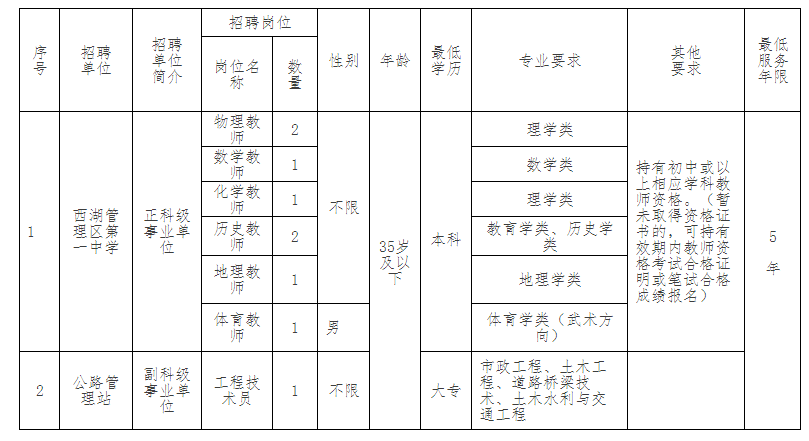 序号
招聘单位
招聘单位简介
招聘岗位
岗位名称
数量
性别
年龄
最低学历
专业要求
其他要求
最低服务年限
1
西湖管理区第一中学
正科级事业单位
物理教师
2
不限
35岁及以下
本科
理学类
持有初中或以上相应学科教师资格。（暂未取得资格证书的，可持有效期内教师资格考试合格证明或笔试合格成绩报名）
5年
数学教师
1
数学类
化学教师
1
理学类
历史教师
2
教育学类、历史学类
地理教师
1
地理学类
体育教师
1
男
体育学类（武术方向）
2
公路管理站
副科级事业单位
工程技术员
1
不限
大专
市政工程、土木工程、道路桥梁技术、土木水利与交通工程